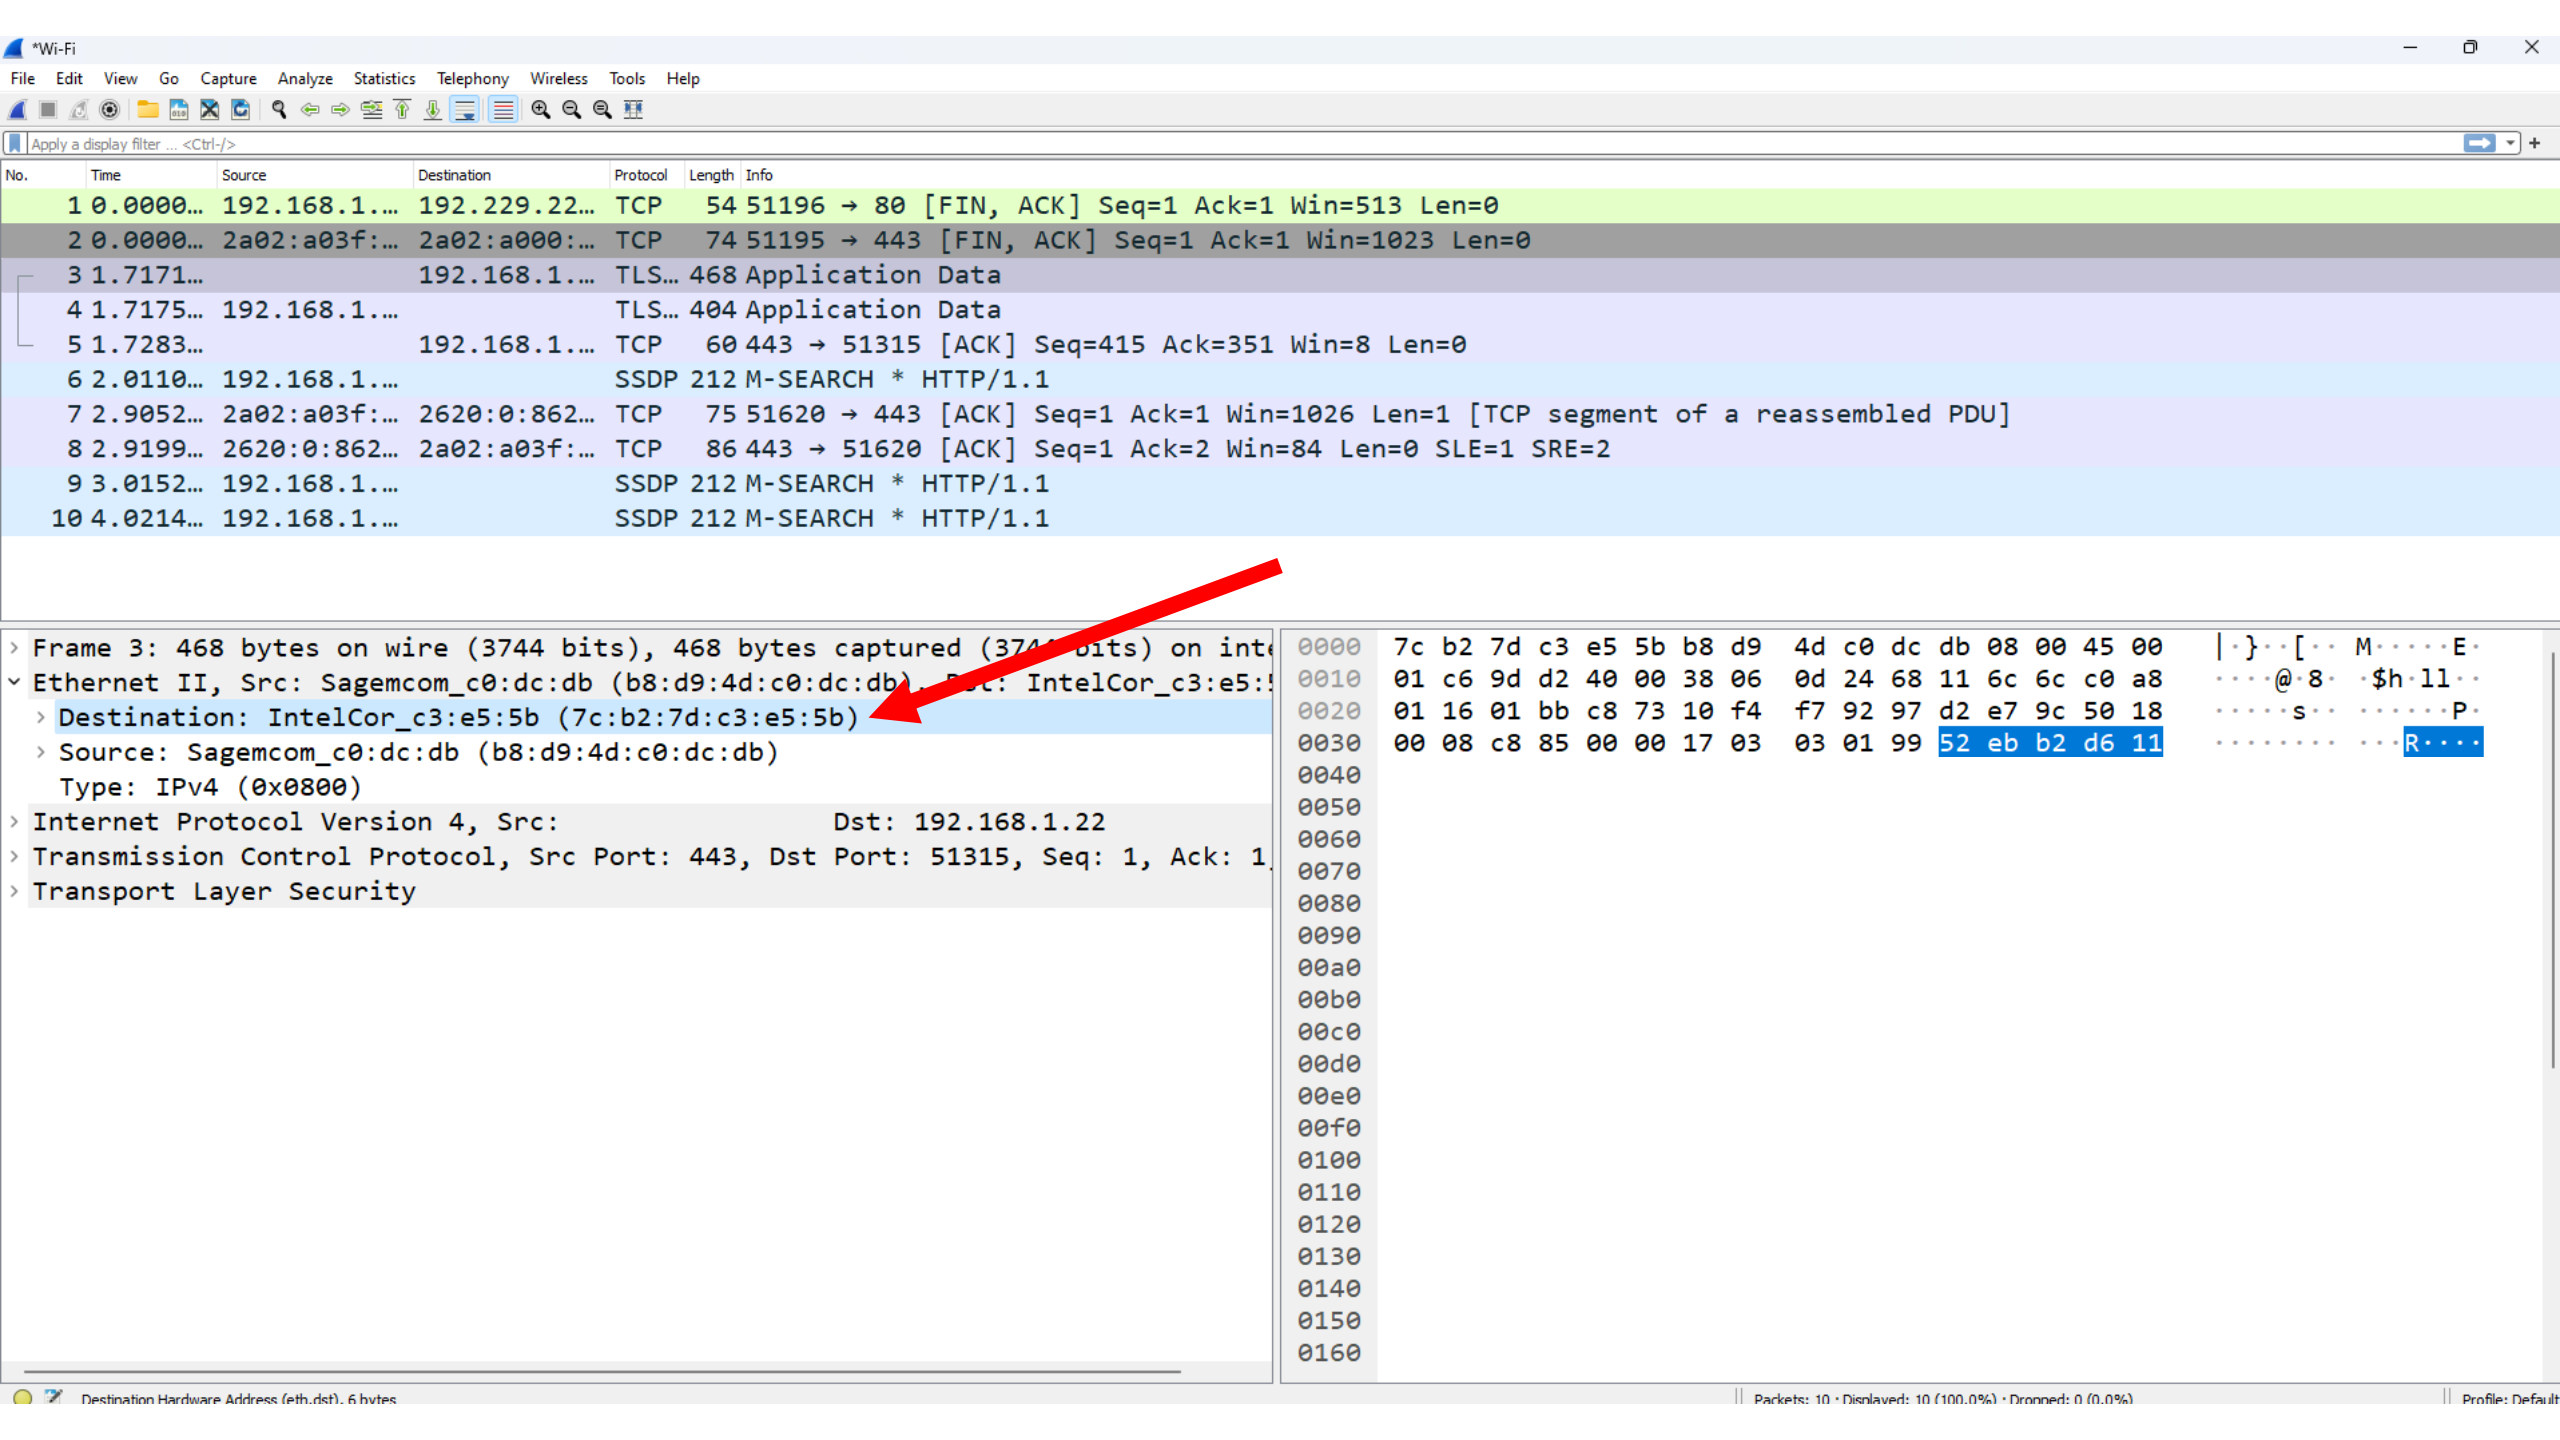 *Wi-Fi
File Edit View Go Capture Analyze Statistics Telephony Wireless Tools Help
Apply a display filter ... <Ctrl-/>
No. Time Source Destination Protocol Length Info
1 0.0000… 192.168.1.… 192.229.22… TCP 54 51196 → 80 [FIN, ACK] Seq=1 Ack=1 Win=513 Len=0
2 0.0000… 2a02:a03f:… 2a02:a000:… TCP 74 51195 → 443 [FIN, ACK] Seq=1 Ack=1 Win=1023 Len=0
3 1.7171… 192.168.1.… TLS… 468 Application Data
4 1.7175… 192.168.1.… TLS… 404 Application Data
5 1.7283… 192.168.1.… TCP 60 443 → 51315 [ACK] Seq=415 Ack=351 Win=8 Len=0
6 2.0110… 192.168.1.… SSDP 212 M-SEARCH * HTTP/1.1
7 2.9052… 2a02:a03f:… 2620:0:862… TCP 75 51620 → 443 [ACK] Seq=1 Ack=1 Win=1026 Len=1 [TCP segment of a reassembled PDU]
8 2.9199… 2620:0:862… 2a02:a03f:… TCP 86 443 → 51620 [ACK] Seq=1 Ack=2 Win=84 Len=0 SLE=1 SRE=2
9 3.0152… 192.168.1.… SSDP 212 M-SEARCH * HTTP/1.1
10 4.0214… 192.168.1.… SSDP 212 M-SEARCH * HTTP/1.1
Frame 3: 468 bytes on wire (3744 bits), 468 bytes captured (3744 bits) on inte
Ethernet II, Src: Sagemcom_c0:dc:db (b8:d9:4d:c0:dc:db), Dst: IntelCor_c3:e5:5
Destination: IntelCor_c3:e5:5b (7c:b2:7d:c3:e5:5b)
Source: Sagemcom_c0:dc:db (b8:d9:4d:c0:dc:db)
Type: IPv4 (0x0800)
Internet Protocol Version 4, Src: Dst: 192.168.1.22
Transmission Control Protocol, Src Port: 443, Dst Port: 51315, Seq: 1, Ack: 1,
Transport Layer Security
0000 7c b2 7d c3 e5 5b b8 d9 4d c0 dc db 08 00 45 00 |·}··[·· M·····E·
0010 01 c6 9d d2 40 00 38 06 0d 24 68 11 6c 6c c0 a8 ····@·8· ·$h·ll··
0020 01 16 01 bb c8 73 10 f4 f7 92 97 d2 e7 9c 50 18 ·····s·· ······P·
0030 00 08 c8 85 00 00 17 03 03 01 99 52 eb b2 d6 11 ········ ···R····
0040
0050
0060
0070
0080
0090
00a0
00b0
00c0
00d0
00e0
00f0
0100
0110
0120
0130
0140
0150
0160
Destination Hardware Address (eth.dst), 6 bytes
Packets: 10 · Displayed: 10 (100.0%) · Dropped: 0 (0.0%)
Profile: Default